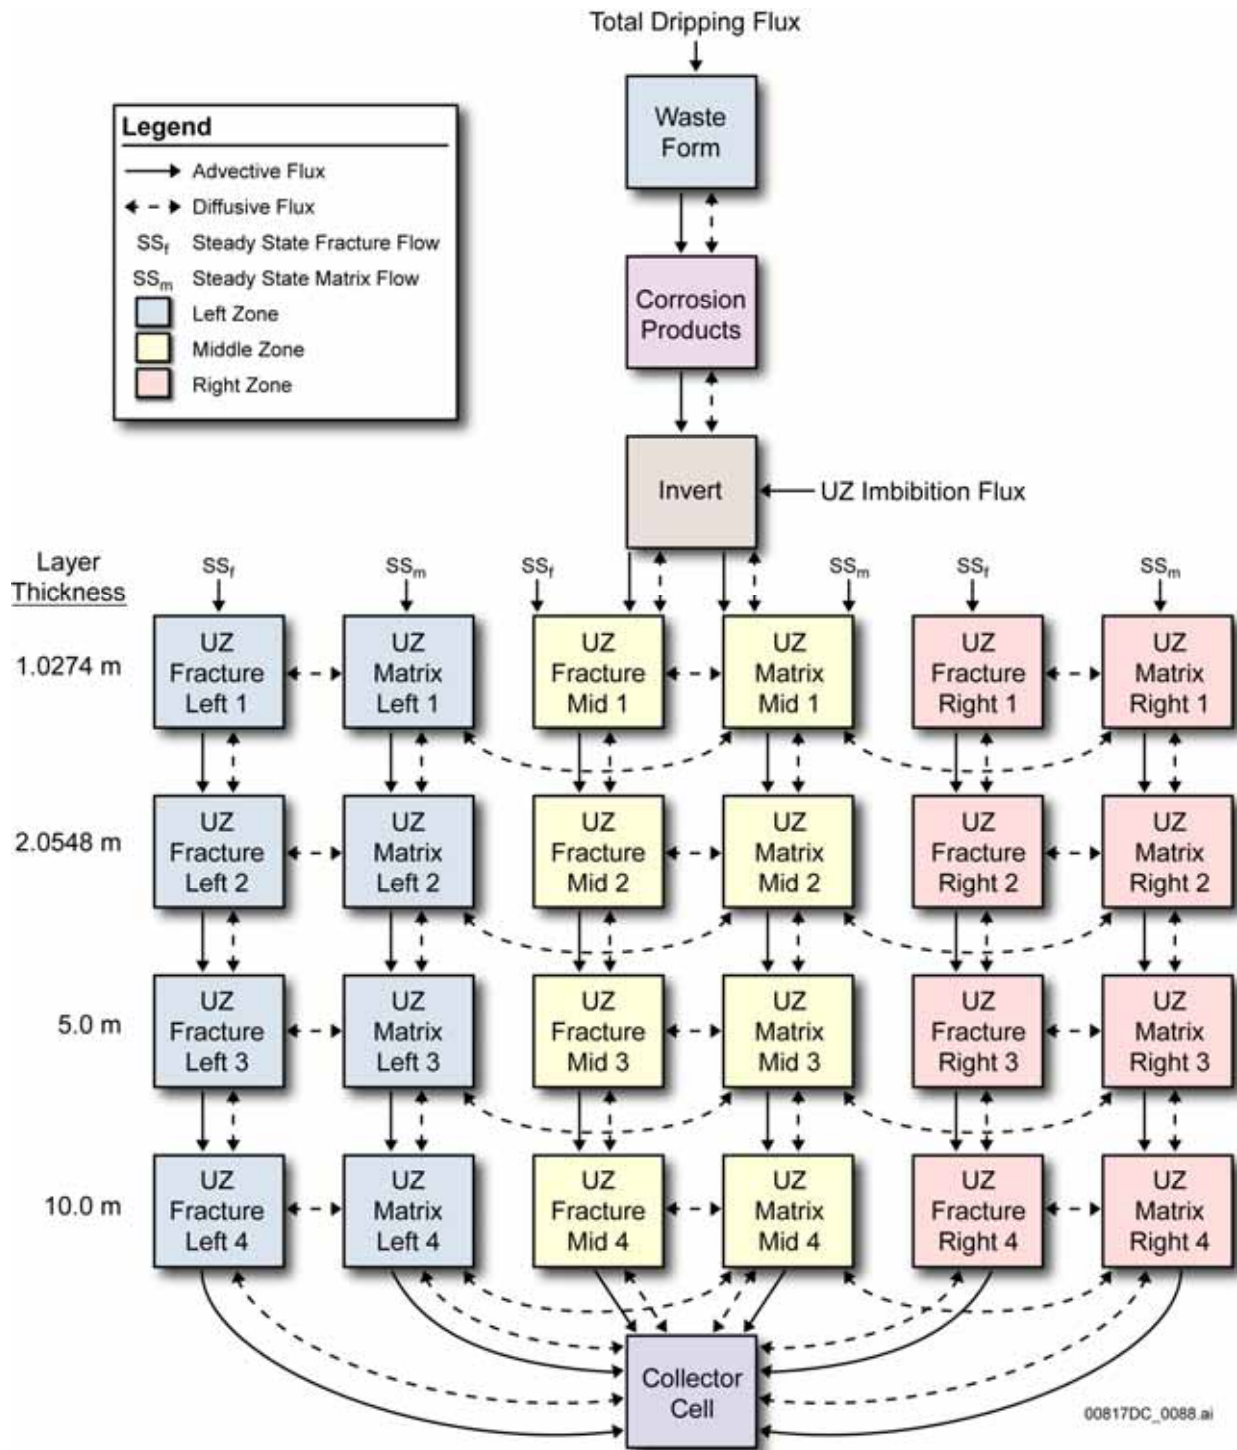 Total Dripping Flux
Waste
Form
Legend
Advective Flux
Diffusive Flux
SSf Steady State Fracture Flow
SSm Steady State Matrix Flow
Left Zone
Middle Zone
Right Zone
Corrosion
Products
Invert
UZ Imbibition Flux
Layer
Thickness
SSf
SSm
SSf
SSm
SSf
SSm
1.0274 m
UZ
Fracture
Left 1
UZ
Matrix
Left 1
UZ
Fracture
Mid 1
UZ
Matrix
Mid 1
UZ
Fracture
Right 1
UZ
Matrix
Right 1
2.0548 m
UZ
Fracture
Left 2
UZ
Matrix
Left 2
UZ
Fracture
Mid 2
UZ
Matrix
Mid 2
UZ
Fracture
Right 2
UZ
Matrix
Right 2
5.0 m
UZ
Fracture
Left 3
UZ
Matrix
Left 3
UZ
Fracture
Mid 3
UZ
Matrix
Mid 3
UZ
Fracture
Right 3
UZ
Matrix
Right 3
10.0 m
UZ
Fracture
Left 4
UZ
Matrix
Left 4
UZ
Fracture
Mid 4
UZ
Matrix
Mid 4
UZ
Fracture
Right 4
UZ
Matrix
Right 4
Collector
Cell
00817DC_0088.ai